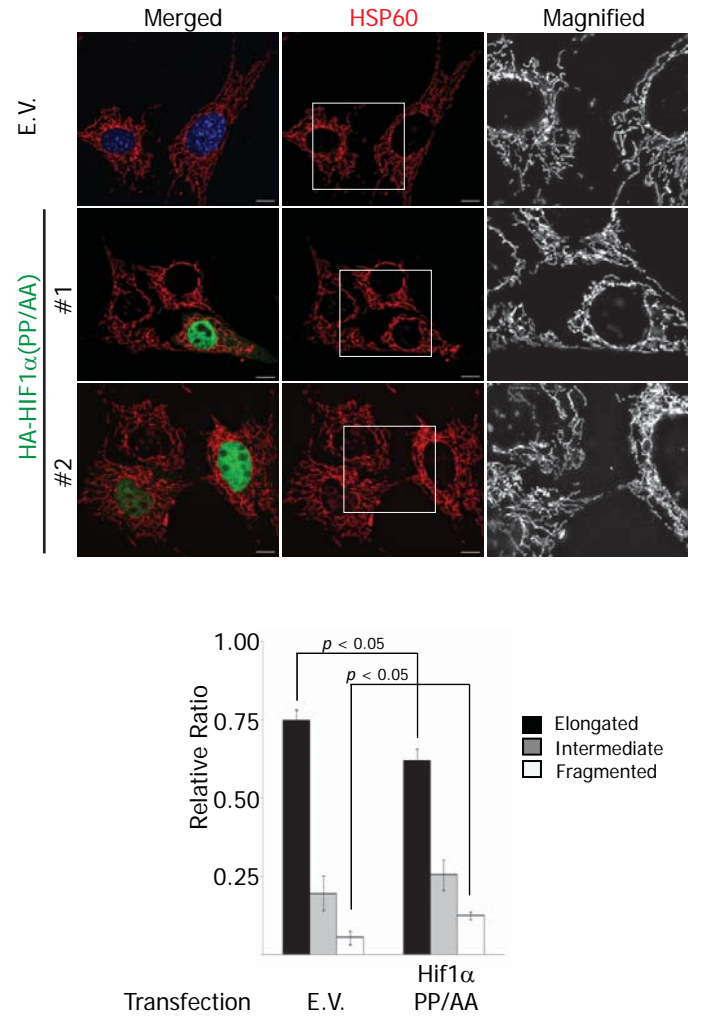 Merged HSP60 Magnified
E.V.
HA-HIF1α(PP/AA)
#1
#2
1.00
0.75
0.50
0.25
Relative Ratio
p < 0.05
p < 0.05
Elongated
Intermediate
Fragmented
Hif1α
Transfection E.V. PP/AA